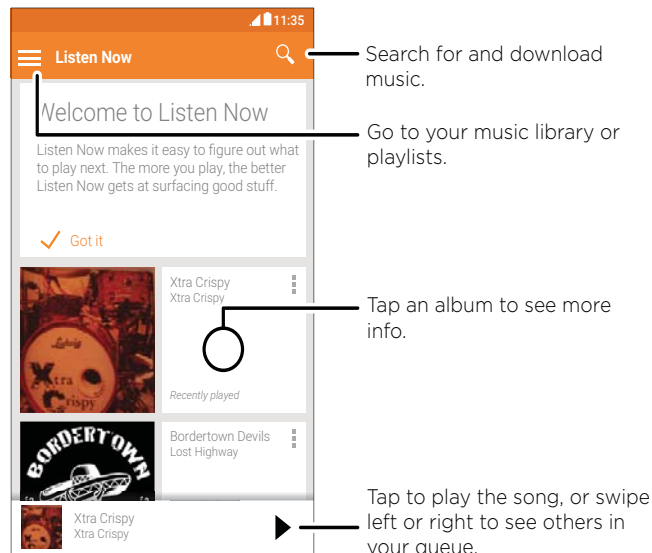 11:35
Listen Now
Search for and download
music.
Welcome to Listen Now
Go to your music library or
playlists.
Listen Now makes it easy to figure out what
to play next. The more you play, the better
Listen Now gets at surfacing good stuff.
Got it
Xtra Crispy
Xtra Crispy
Ludwig
Xtra
Crispy
Recently played
Tap an album to see more
info.
BORDERTOWN
Bordertown Devils
Lost Highway
Xtra Crispy
Xtra Crispy
Tap to play the song, or swipe
left or right to see others in
your queue.